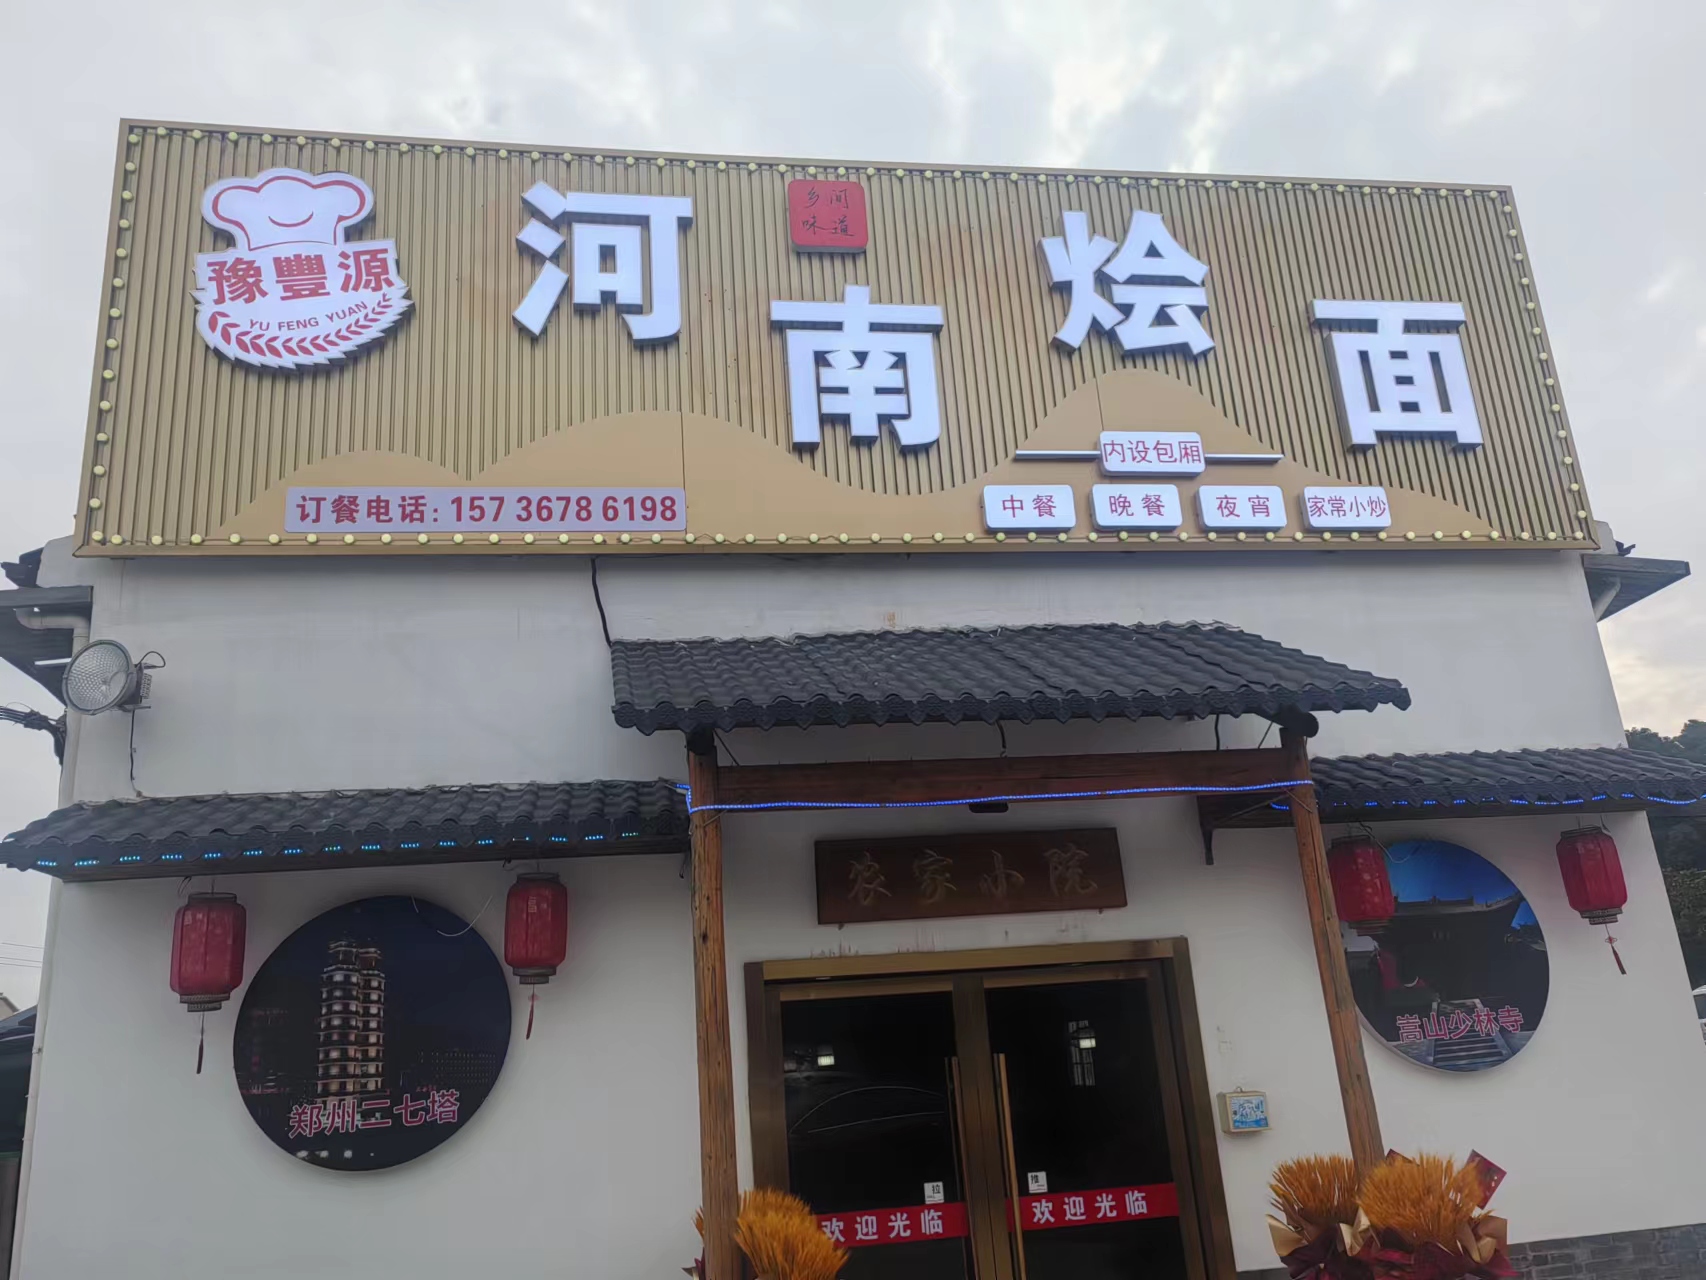 豫豐源
YU FENG YUAN
河南烩面
乡间
味道
内设包厢
订餐电话: 157 3678 6198
中餐 晚餐 夜宵 家常小炒
农家小院
郑州二七塔
嵩山少林寺
拉
推
欢迎光临
欢迎光临